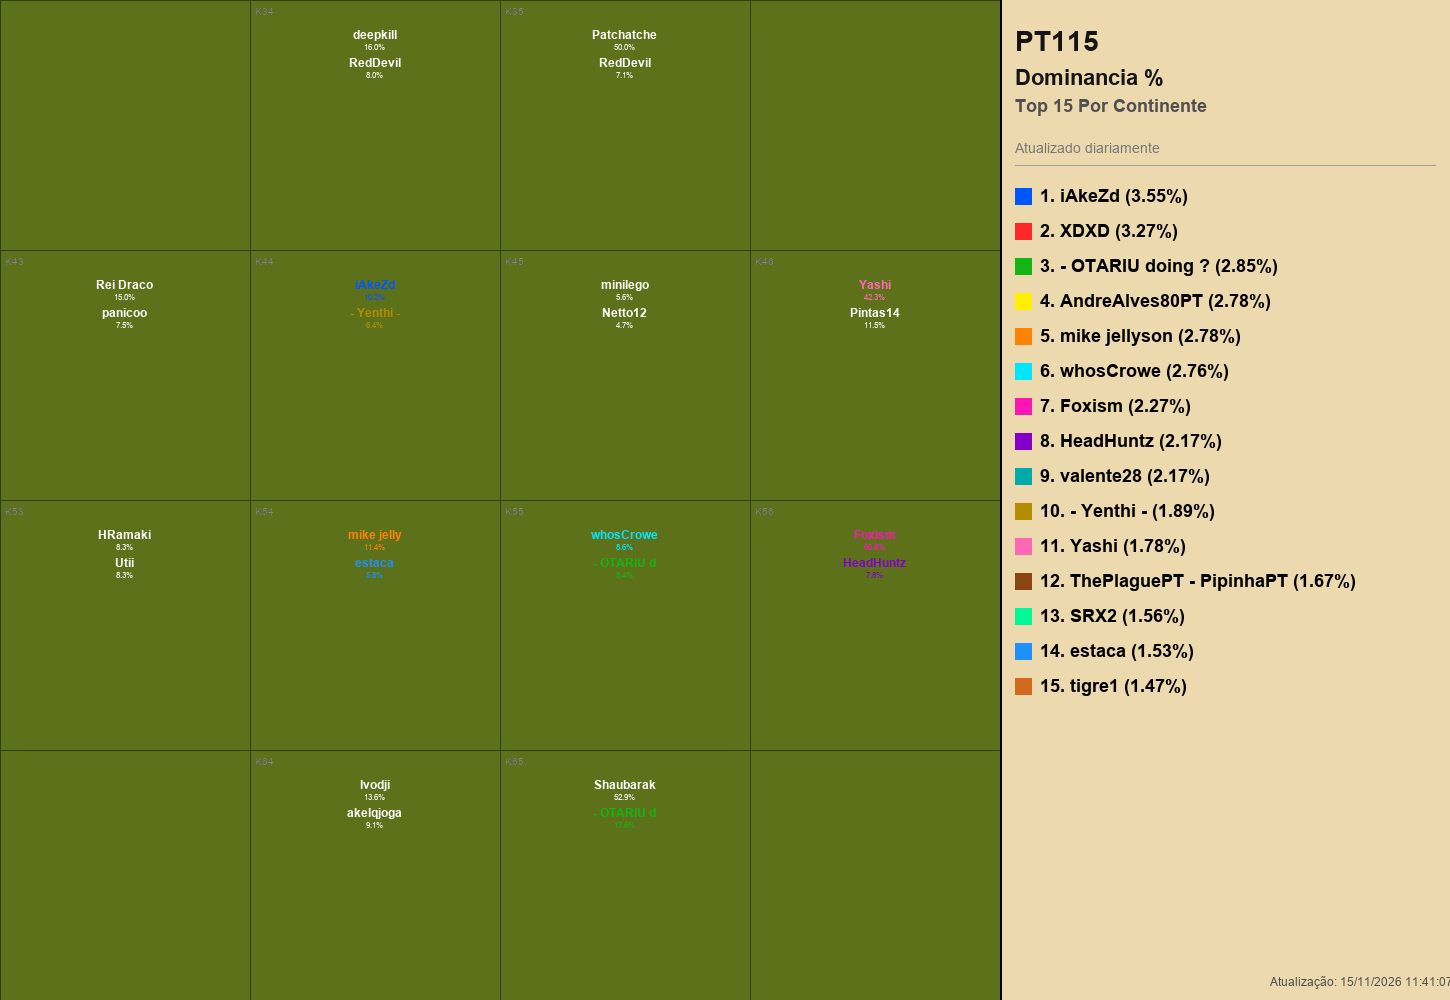 K34
deepkill
16.0%
RedDevil
8.0%
K35
Patchatche
50.0%
RedDevil
7.1%
K43
Rei Draco
15.0%
panicoo
7.5%
K44
iAkeZd
- Yenthi -
6.4%
K45
minilego
5.6%
Netto12
4.7%
K46
Yashi
42.3%
Pintas14
11.5%
K53
HRamaki
8.3%
Utii
8.3%
K54
mike jelly
11.4%
estaca
K55
whosCrowe
8.6%
- OTARIU d
K56
Foxism
HeadHuntz
K64
Ivodji
13.6%
akelqjoga
9.1%
K65
Shaubarak
52.9%
- OTARIU d
PT115
Dominancia %
Top 15 Por Continente
Atualizado diariamente
1. iAkeZd (3.55%)
2. XDXD (3.27%)
3. - OTARIU doing ? (2.85%)
4. AndreAlves80PT (2.78%)
5. mike jellyson (2.78%)
6. whosCrowe (2.76%)
7. Foxism (2.27%)
8. HeadHuntz (2.17%)
9. valente28 (2.17%)
10. - Yenthi - (1.89%)
11. Yashi (1.78%)
12. ThePlaguePT - PipinhaPT (1.67%)
13. SRX2 (1.56%)
14. estaca (1.53%)
15. tigre1 (1.47%)
Atualização: 15/11/2026 11:41:07